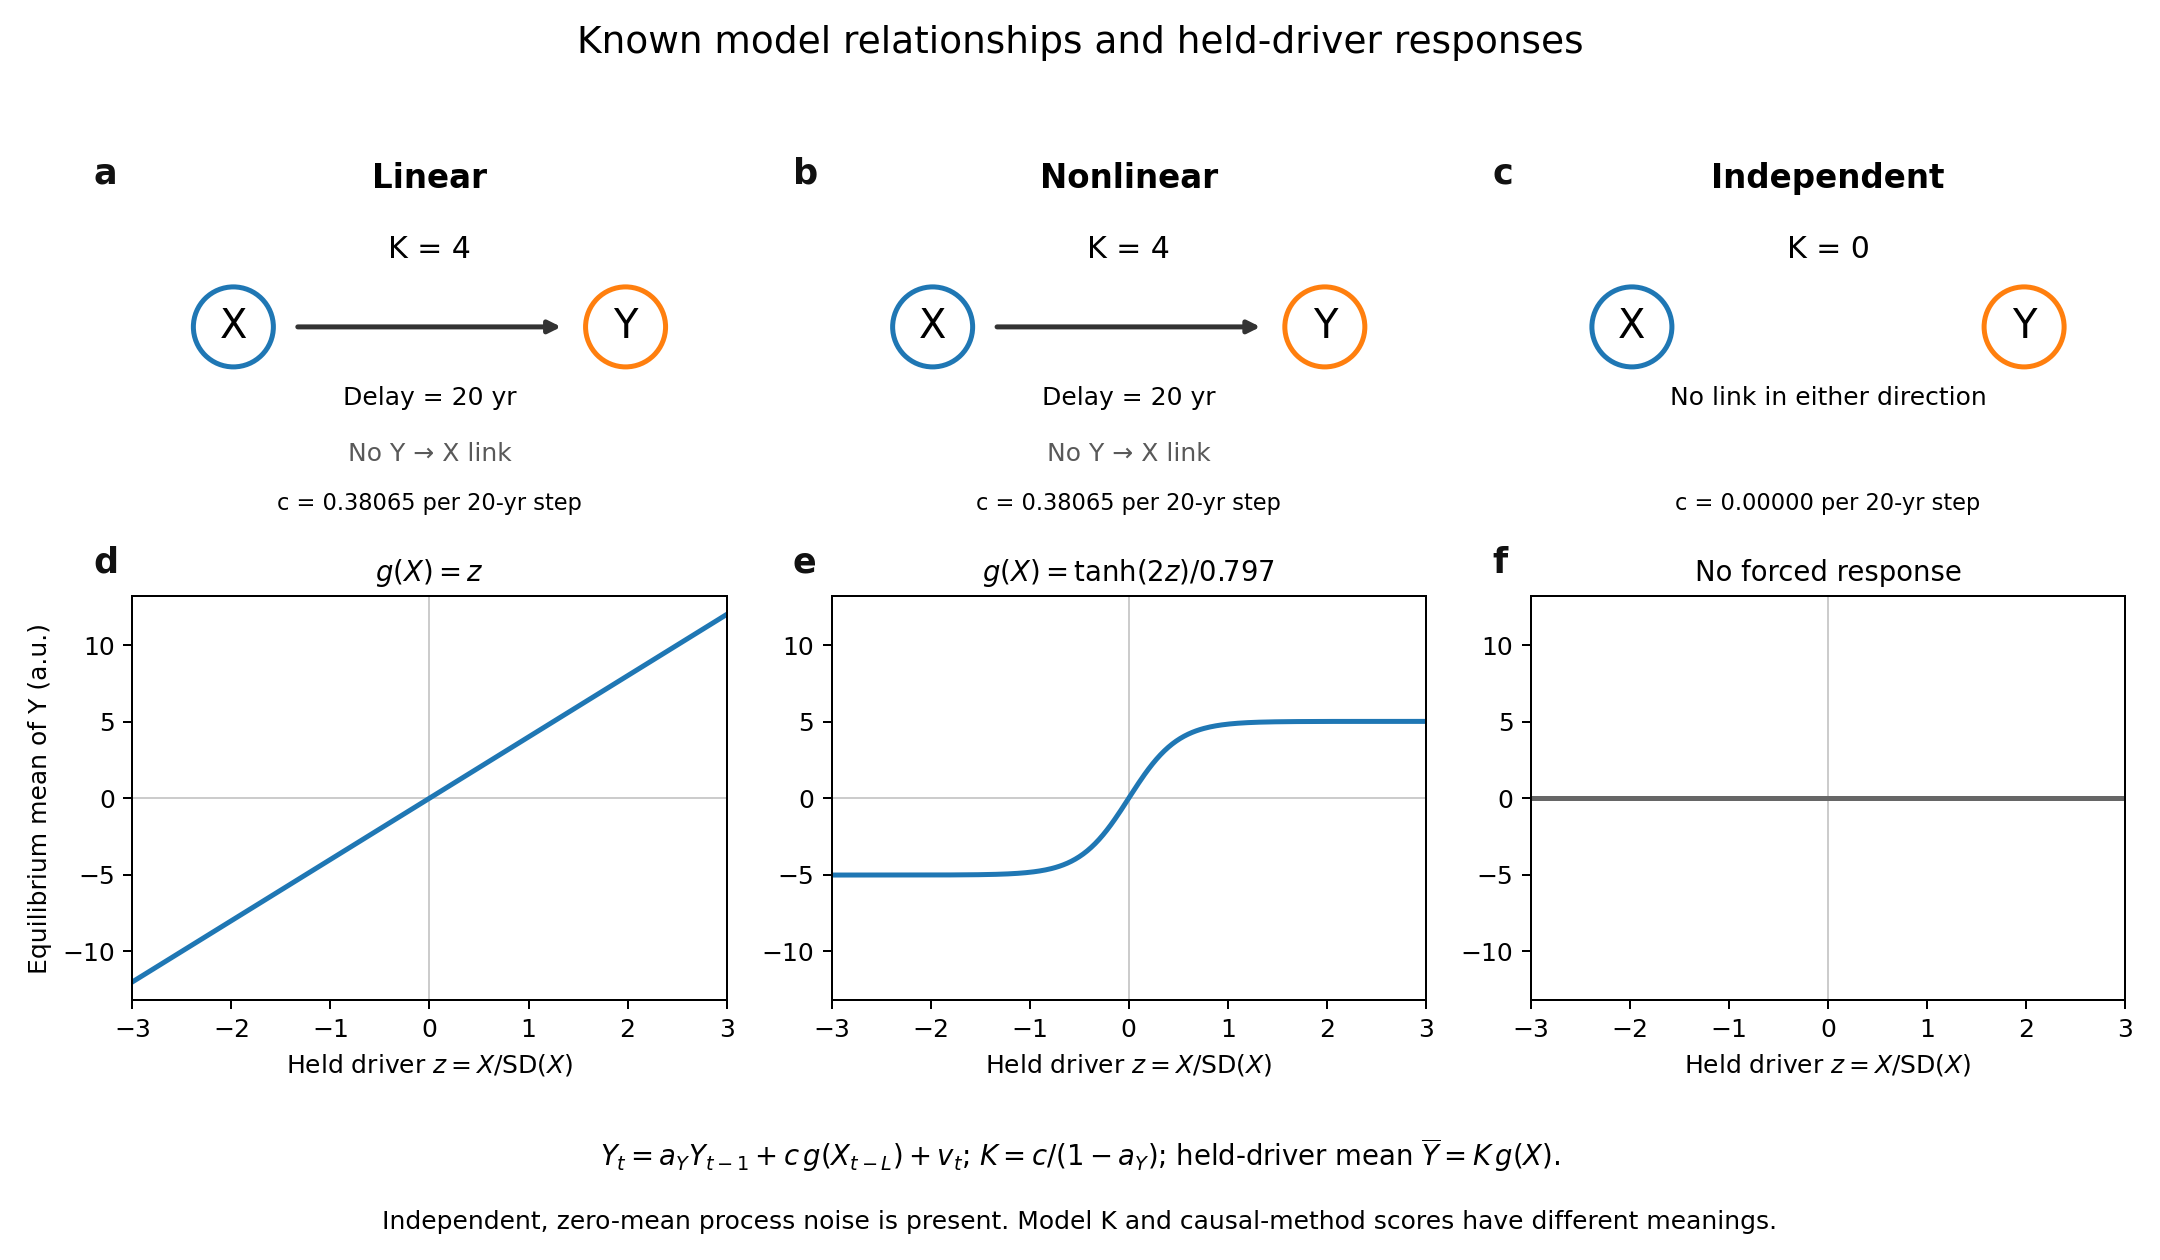 Known model relationships and held-driver responses
a
Linear
K = 4
X
Y
Delay = 20 yr
No Y → X link
c = 0.38065 per 20-yr step
b
Nonlinear
K = 4
X
Y
Delay = 20 yr
No Y → X link
c = 0.38065 per 20-yr step
c
Independent
K = 0
X
Y
No link in either direction
c = 0.00000 per 20-yr step
d
g(X) = z
Equilibrium mean of Y (a.u.)
10
5
0
−5
−10
−3 −2 −1 0 1 2 3
Held driver z = X/SD(X)
e
g(X) = tanh(2z)/0.797
10
5
0
−5
−10
−3 −2 −1 0 1 2 3
Held driver z = X/SD(X)
f
No forced response
10
5
0
−5
−10
−3 −2 −1 0 1 2 3
Held driver z = X/SD(X)
Yₜ = a_Y Yₜ₋₁ + c g(X_{t−L}) + vₜ; K = c/(1 − a_Y); held-driver mean Y̅ = K g(X).
Independent, zero-mean process noise is present. Model K and causal-method scores have different meanings.